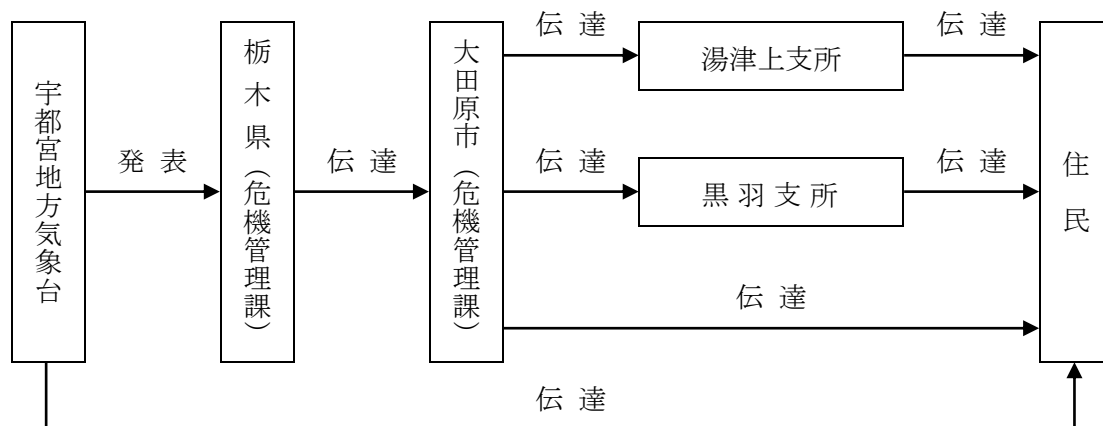 宇都宮地方気象台
発表
栃木県（危機管理課）
伝達
大田原市（危機管理課）
伝達
湯津上支所
伝達
伝達
黒羽支所
伝達
伝達
住民
伝達